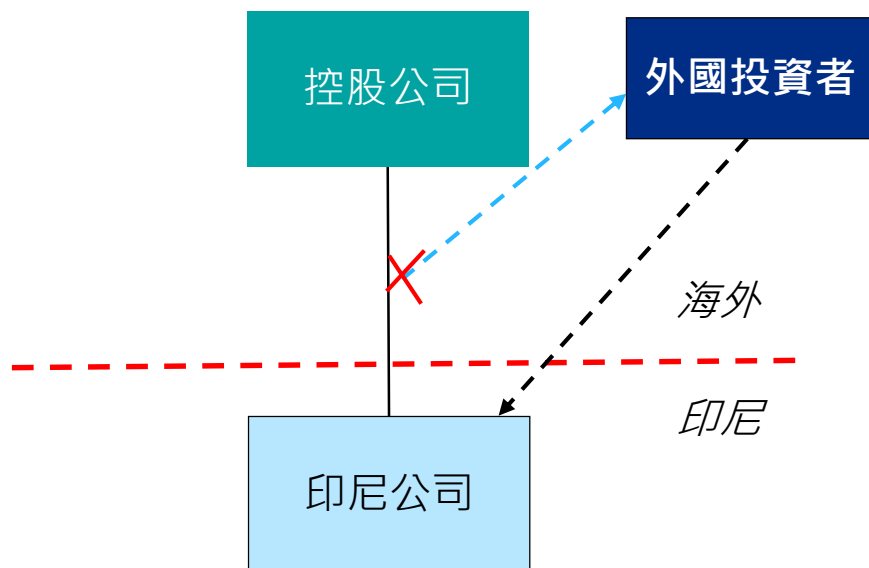 控股公司
外國投資者
海外
印尼
印尼公司